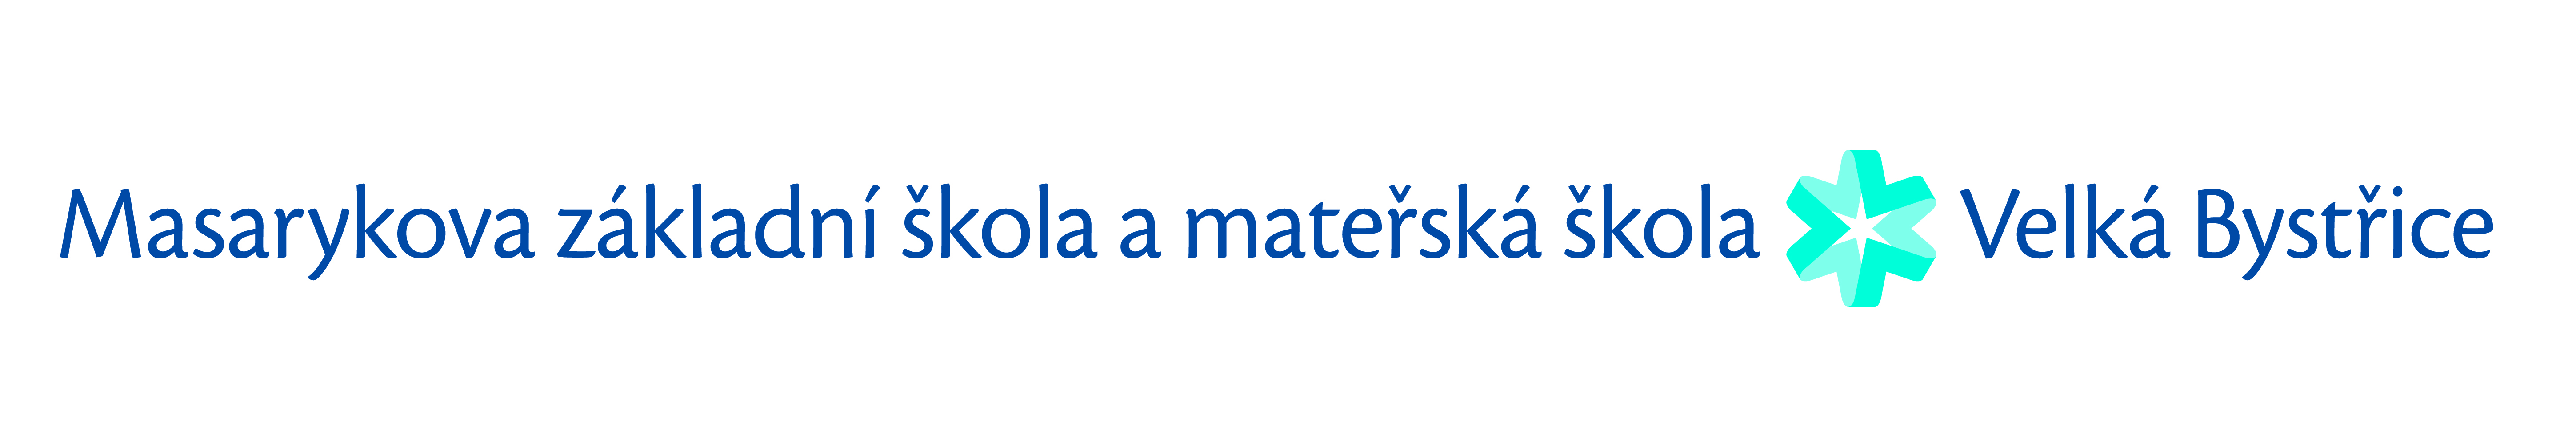 Masarykova základní škola a mateřská škola Velká Bystřice